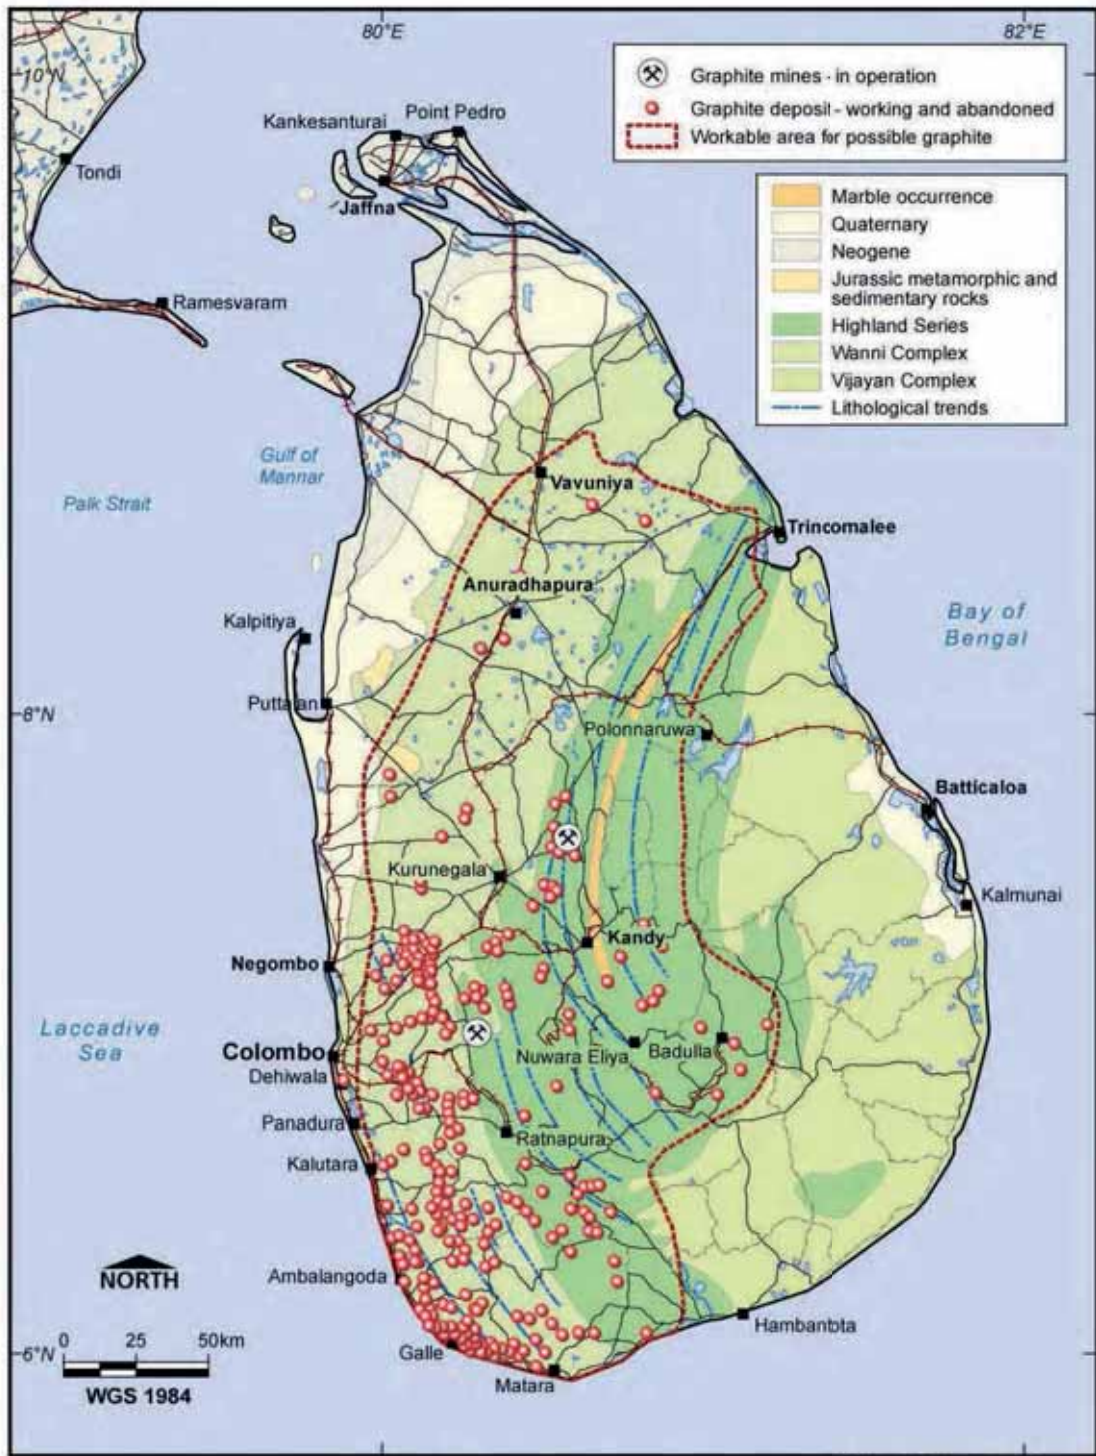 80°E
82°E
10°N
Graphite mines - in operation
Graphite deposit - working and abandoned
Workable area for possible graphite
Kankesanturai
Point Pedro
Tondi
Jaffna
Marble occurrence
Quaternary
Neogene
Jurassic metamorphic and
sedimentary rocks
Highland Series
Wanni Complex
Vijayan Complex
Lithological trends
Ramesvaram
Gulf of
Mannar
Palk Strait
Vavuniya
Trincomalee
Anuradhapura
Kalpitiya
Bay of
Bengal
Puttalan
8°N
Polonnaruwa
Batticaloa
Kurunegala
Kalmunai
Kandy
Negombo
Laccadive
Sea
Colombo
Nuwara Eliya
Badulla
Dehiwala
Panadura
Ratnapura
Kalutara
NORTH
Ambalangoda
0 25 50km
Hambantota
6°N
Galle
WGS 1984
Matara